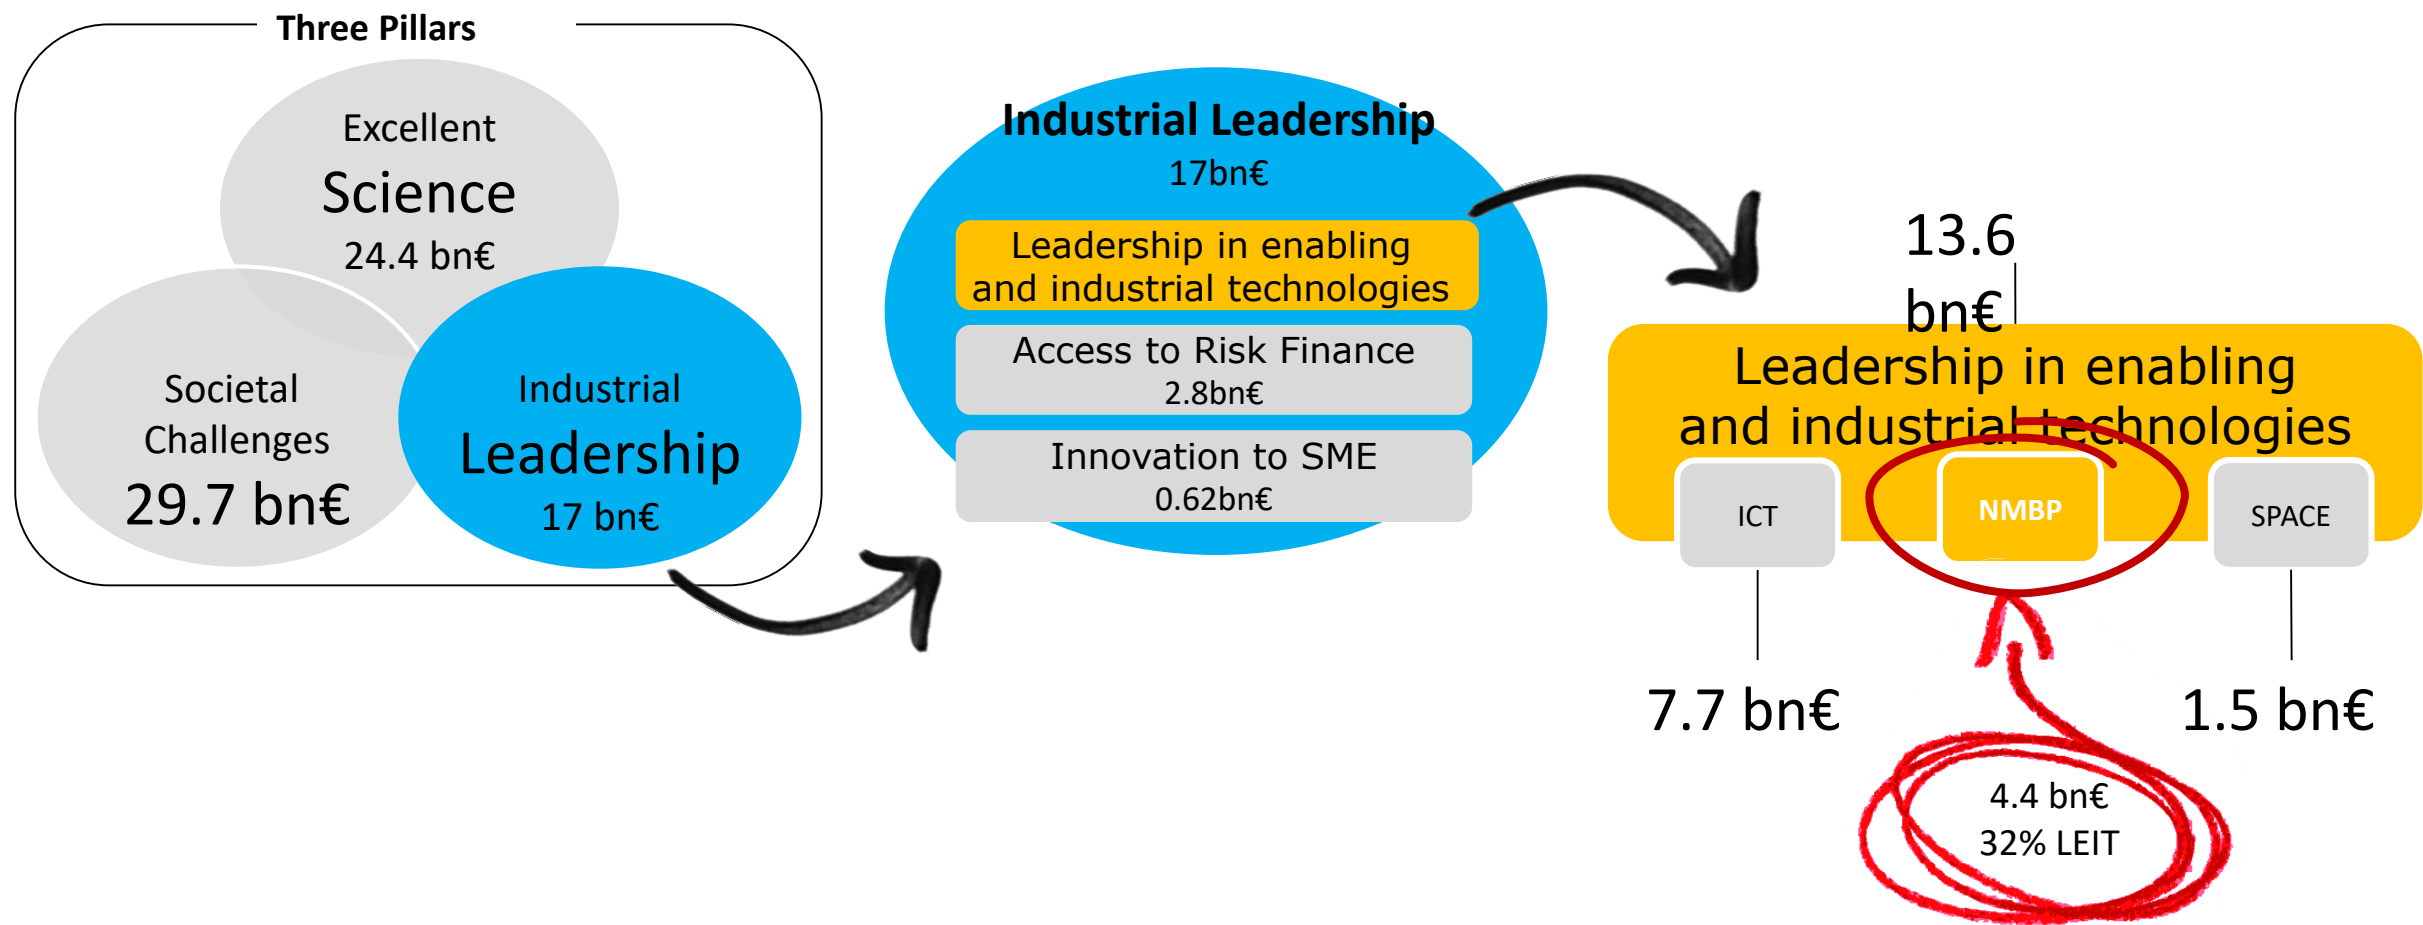 Three Pillars
Excellent
Science
24.4 bn€
Societal
Challenges
29.7 bn€
Industrial
Leadership
17 bn€
Industrial Leadership
17bn€
Leadership in enabling
and industrial technologies
Access to Risk Finance
2.8bn€
Innovation to SME
0.62bn€
13.6
bn€
Leadership in enabling
and industrial technologies
ICT
NMBP
SPACE
7.7 bn€
1.5 bn€
4.4 bn€
32% LEIT